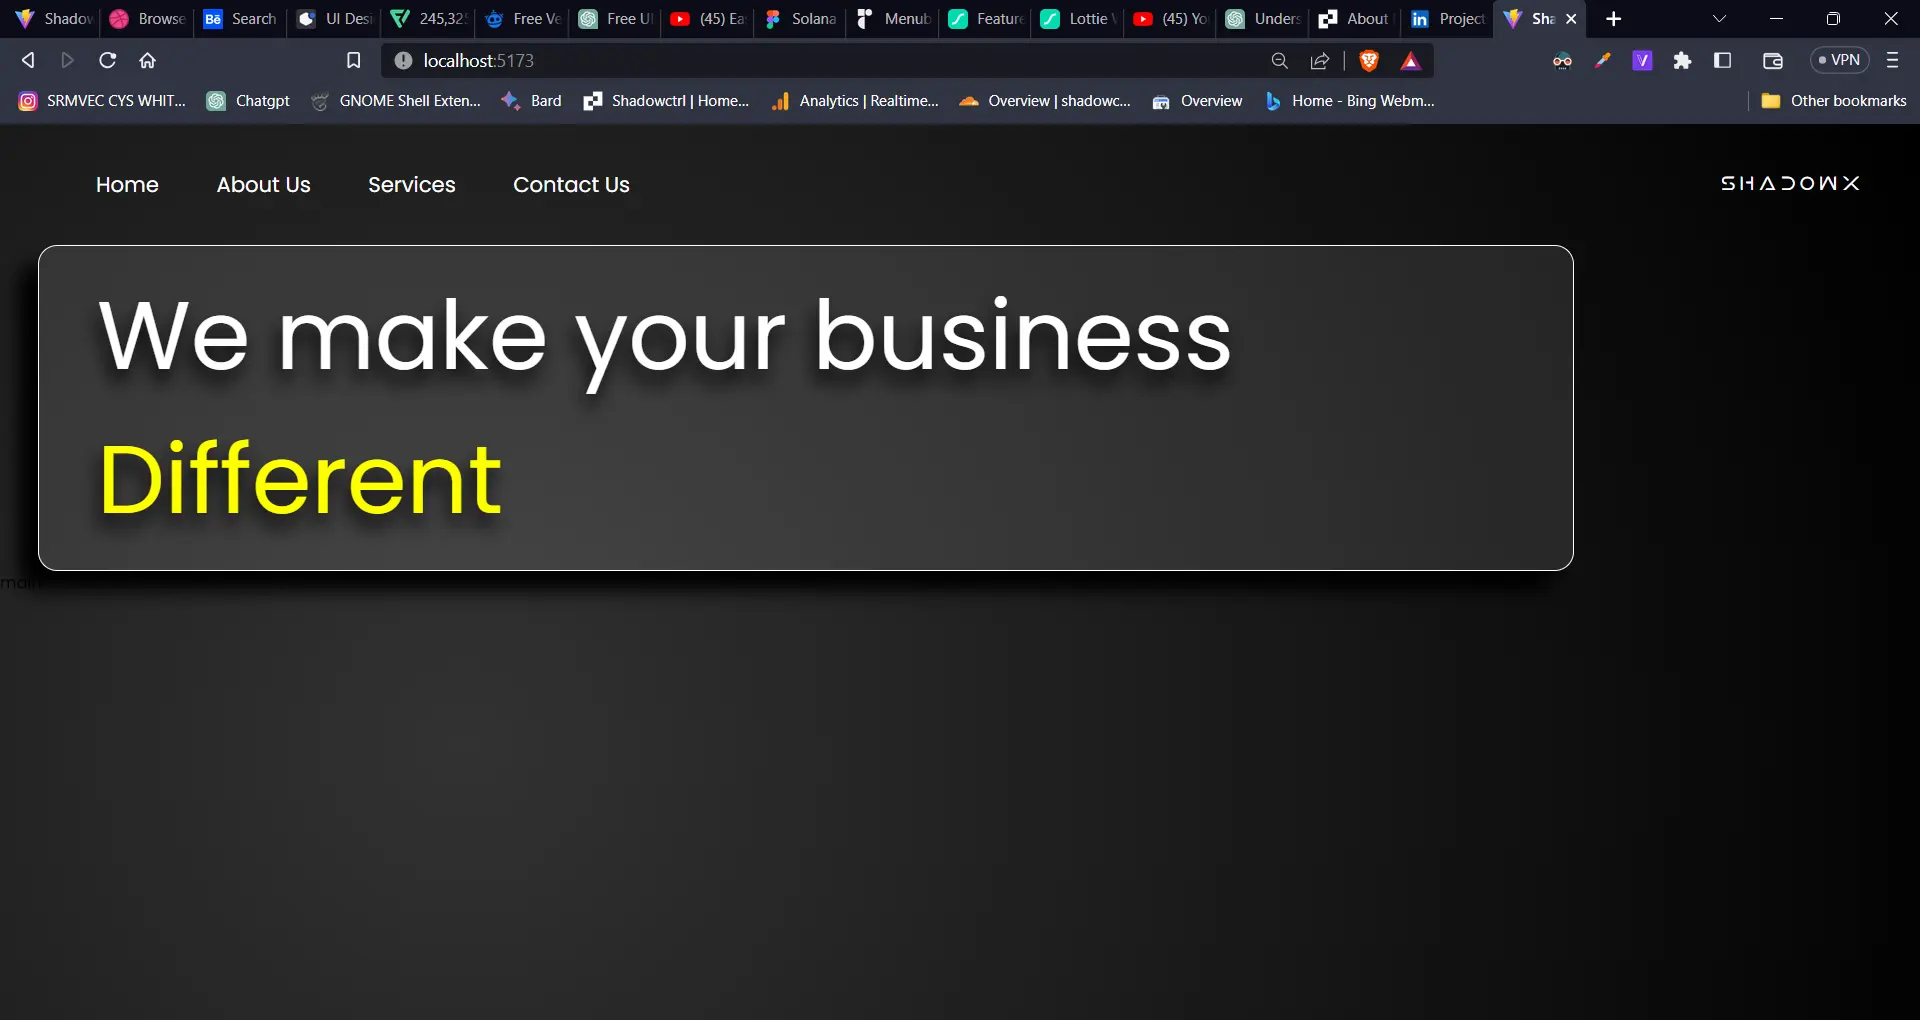 Shadow Browse Search UI Desi 245,32 Free Ve Free UI (45) Ea Solana Menub Feature Lottie (45) Yo Unders About Project Sha
localhost:5173 VPN
SRMVEC CYS WHIT... Chatgpt GNOME Shell Exten... Bard Shadowctrl | Home... Analytics | Realtime... Overview | shadowc... Overview Home - Bing Webm... Other bookmarks
Home About Us Services Contact Us SHADOWX
We make your business
Different